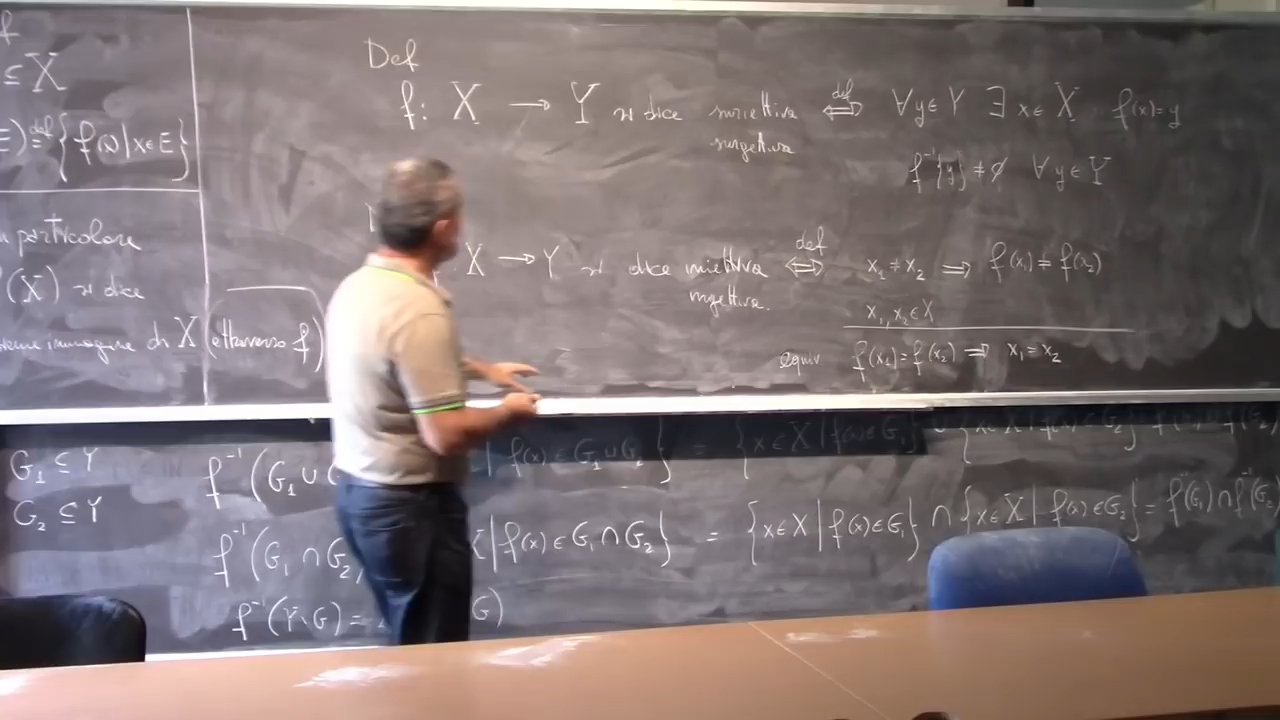 ⊆ X
E) ≝ {f(x) | x ∈ E}
particolare
(X) si dice
immagine di X (attraverso f)
Def
f: X → Y si dice suriettiva ⇔ def ∀y ∈ Y ∃ x ∈ X f(x) = y
surgettiva
f⁻¹{y} ≠ ∅ ∀ y ∈ Y
X → Y si dice iniettiva ⇔ def x₁ ≠ x₂ ⇒ f(x₁) ≠ f(x₂)
ingettiva.
x₁, x₂ ∈ X
equiv f(x₁) = f(x₂) ⇒ x₁ = x₂
G₁ ⊆ Y
G₂ ⊆ Y
f⁻¹(G₁ ∪ | f(x) ∈ G₁ ∪ G₂} = {x ∈ X | f(x) ∈ G₁} ∪ {x ∈ X | f(x) ∈ G₂}
f⁻¹(G₁ ∩ G₂ | f(x) ∈ G₁ ∩ G₂} = {x ∈ X | f(x) ∈ G₁} ∩ {x ∈ X | f(x) ∈ G₂} = f⁻¹(G₁) ∩ f⁻¹(G₂
f⁻¹(Y∖G) = G)